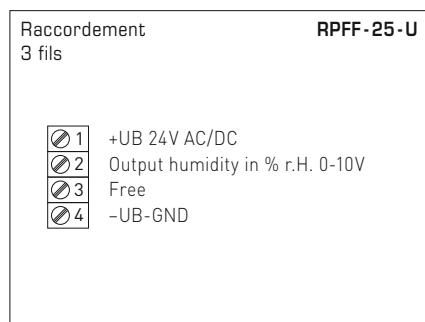 Raccordement RPFF-25-U
3 fils
1 +UB 24V AC/DC
2 Output humidity in % r.H. 0-10V
3 Free
4 –UB-GND